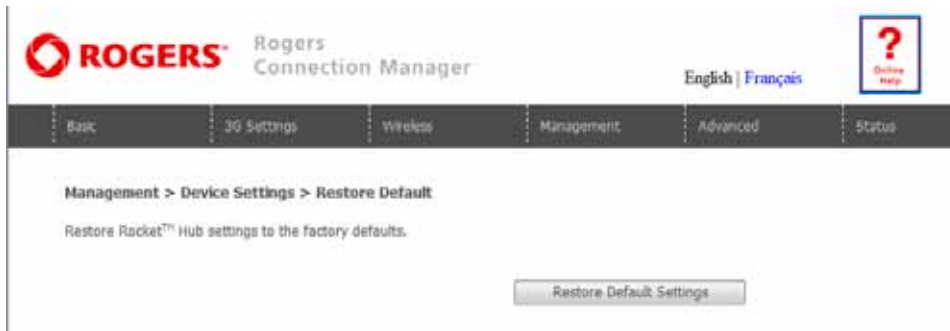 ROGERS™ Rogers
Connection Manager
English | Français
?
Online
Help
Basic 3G Settings Wireless Management Advanced Status
Management > Device Settings > Restore Default
Restore Rocket™ Hub settings to the factory defaults.
Restore Default Settings